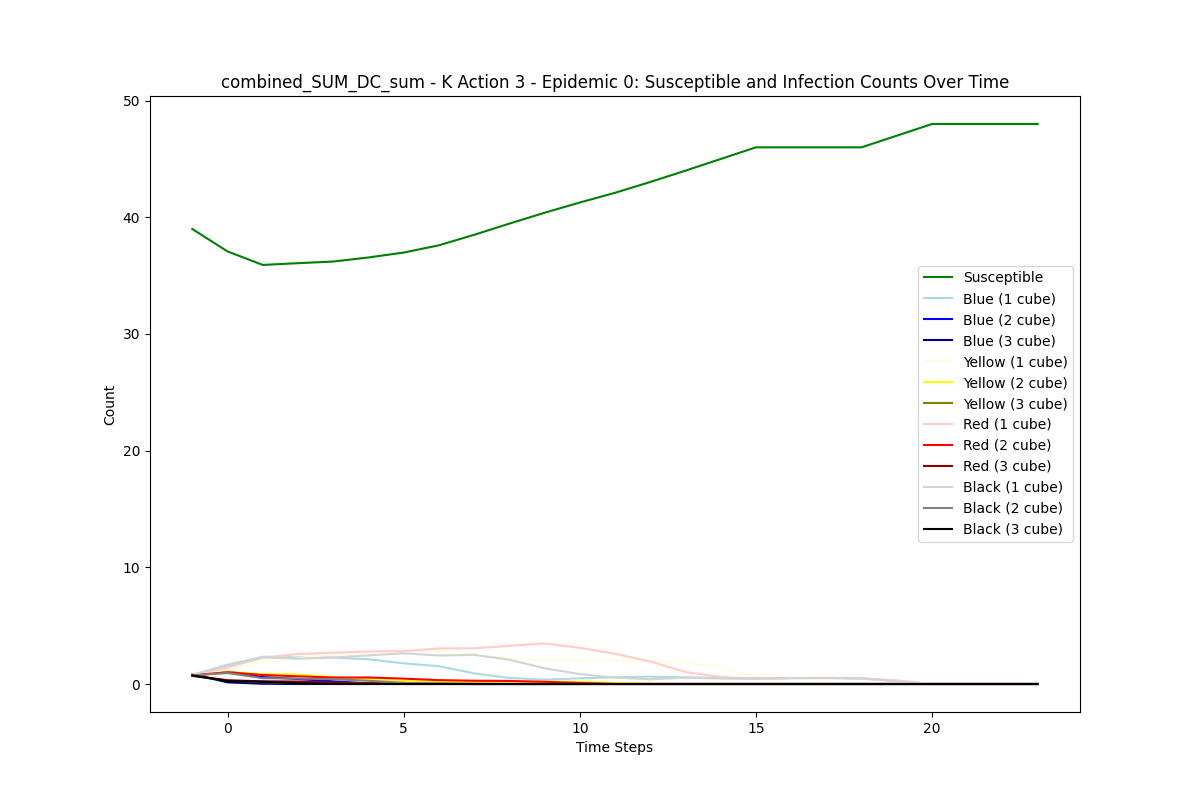 combined_SUM_DC_sum - K Action 3 - Epidemic 0: Susceptible and Infection Counts Over Time
50
40
30
20
10
0
Count
Susceptible
Blue (1 cube)
Blue (2 cube)
Blue (3 cube)
Yellow (1 cube)
Yellow (2 cube)
Yellow (3 cube)
Red (1 cube)
Red (2 cube)
Red (3 cube)
Black (1 cube)
Black (2 cube)
Black (3 cube)
0 5 10 15 20
Time Steps